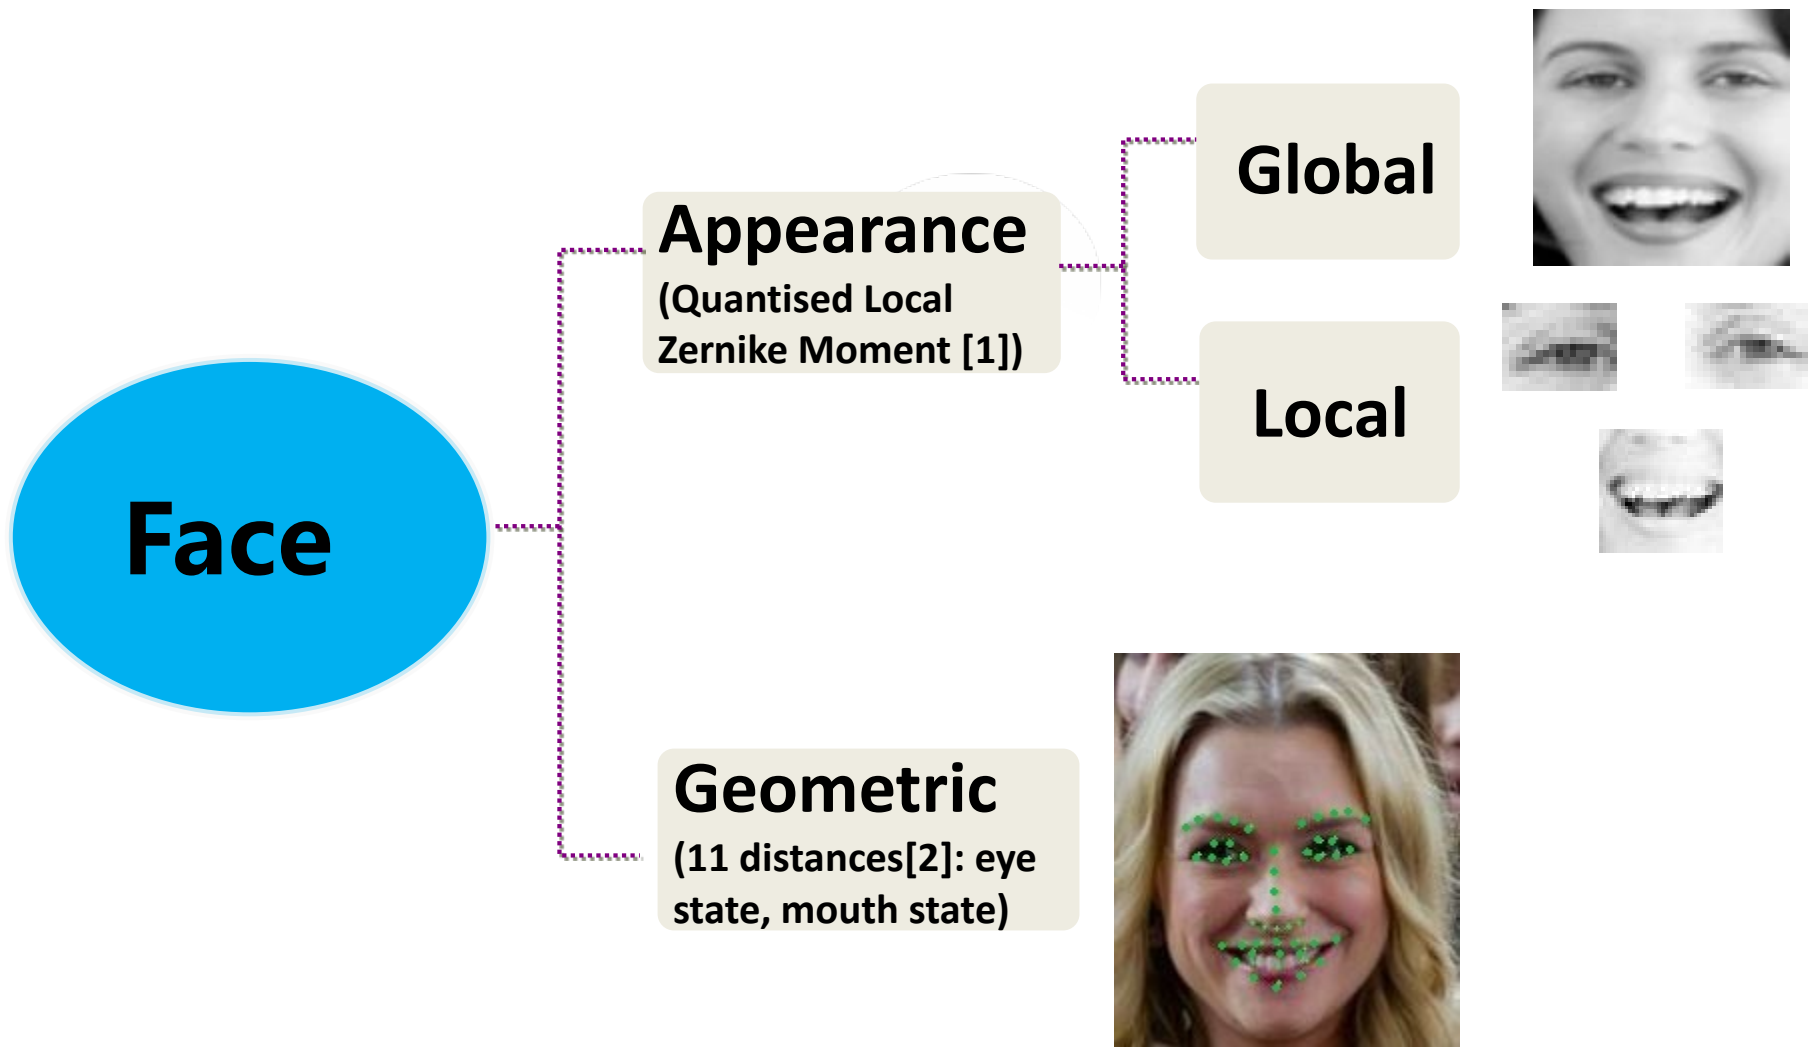 Face
Appearance
(Quantised Local
Zernike Moment [1])
Global
Local
Geometric
(11 distances[2]: eye
state, mouth state)